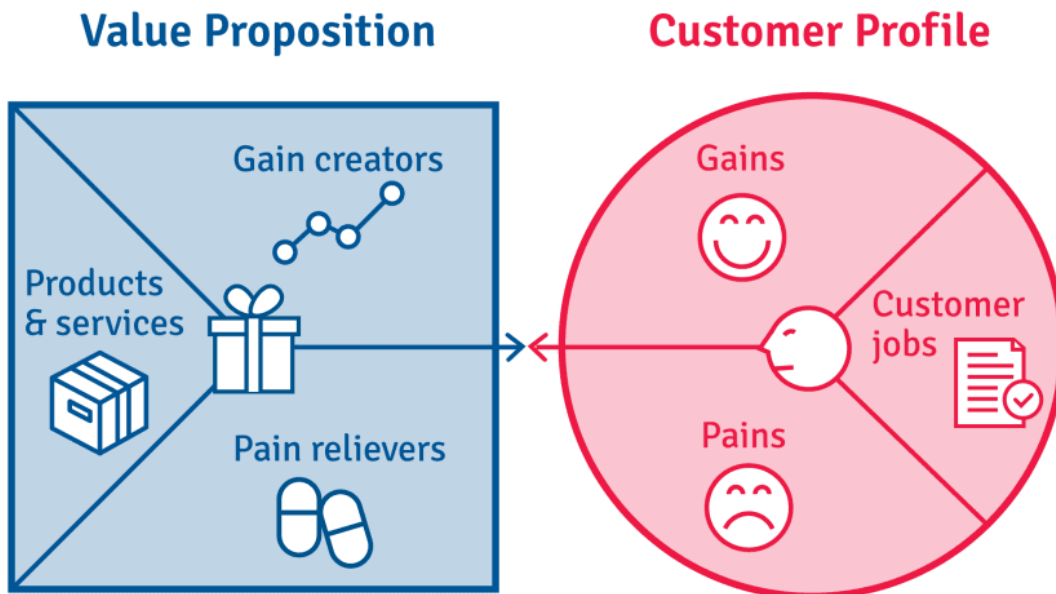 Value Proposition
Customer Profile
Gain creators
Products
& services
Pain relievers
Gains
Customer
jobs
Pains